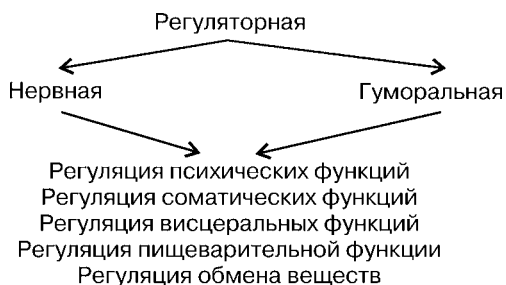 Регуляторная
Нервная
Гуморальная
Регуляция психических функций
Регуляция соматических функций
Регуляция висцеральных функций
Регуляция пищеварительной функции
Регуляция обмена веществ